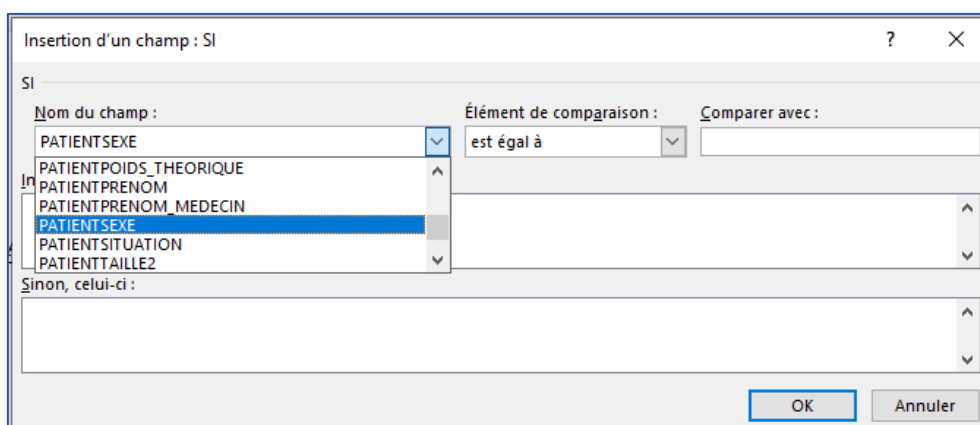 Insertion d'un champ : SI
SI
Nom du champ :
Élément de comparaison :
Comparer avec :
PATIENTSEXE
est égal à
PATIENTPOIDS_THEORIQUE
PATIENTPRENOM
PATIENTPRENOM_MEDECIN
PATIENTSEXE
PATIENTSITUATION
PATIENTTAILLE2
Sinon, celui-ci :
OK
Annuler